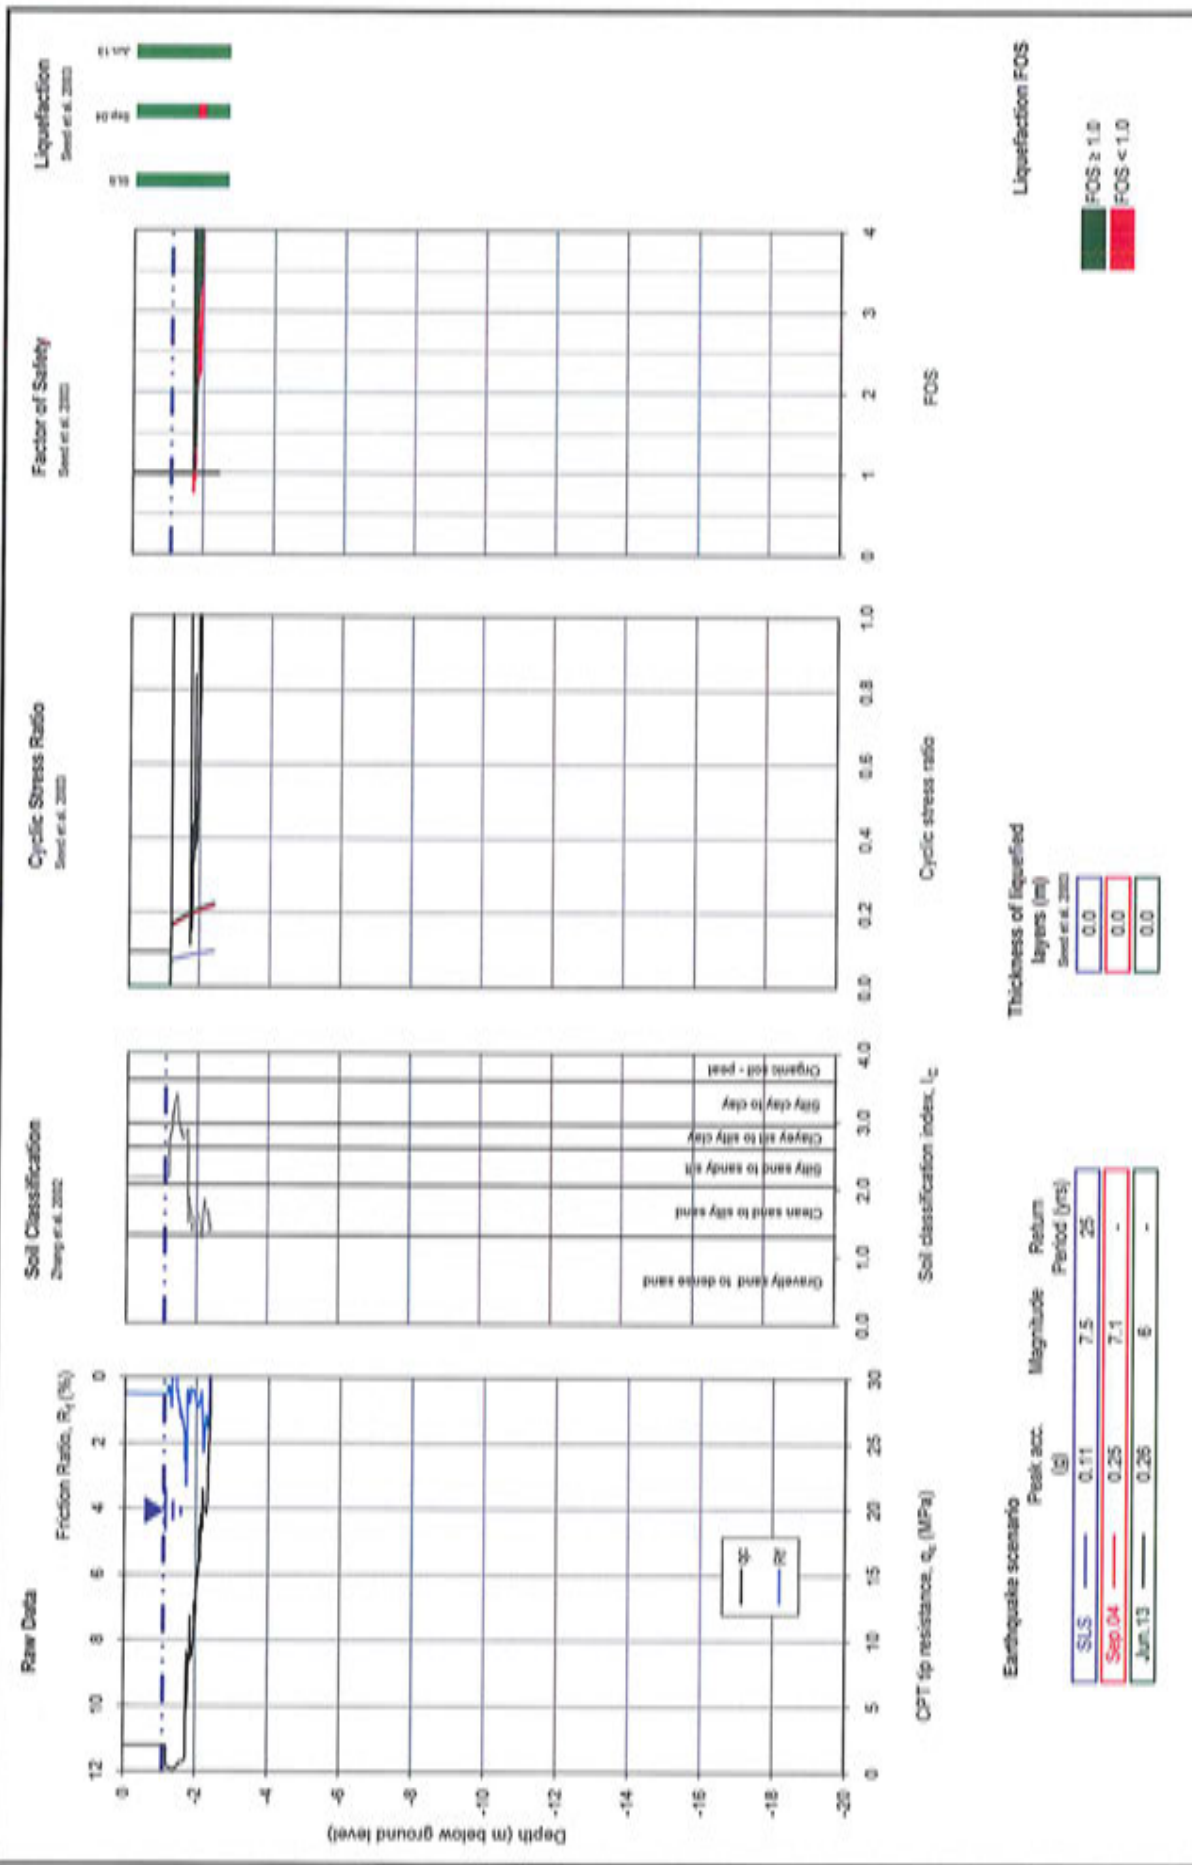 Raw Data
Soil Classification
Zhang et al. 2002
Cyclic Stress Ratio
Seed et al. 2003
Factor of Safety
Seed et al. 2003
Liquefaction
Seed et al. 2003
Friction Ratio, Rf (%)
12 10 8 6 4 2 0
SLS
Sep.04
Jun.13
0
-2
-4
-6
-8
-10
-12
-14
-16
-18
-20
Depth (m below ground level)
qc
Rf
Gravelly sand to dense sand
Clean sand to silty sand
Silty sand to sandy silt
Clayey silt to silty clay
Silty clay to clay
Organic soil - peat
0 5 10 15 20 25 30
0.0 1.0 2.0 3.0 4.0
0.0 0.2 0.4 0.6 0.8 1.0
0 1 2 3 4
CPT tip resistance, qc (MPa)
Soil classification index, Ic
Cyclic stress ratio
FOS
Earthquake scenario
Peak acc. (g) Magnitude Return Period (yrs)
SLS 0.11 7.5 25
Sep.04 0.25 7.1 -
Jun.13 0.26 6 -
Thickness of liquefied
layers (m)
Seed et al. 2003
0.0
0.0
0.0
Liquefaction FOS
FOS ≥ 1.0
FOS < 1.0